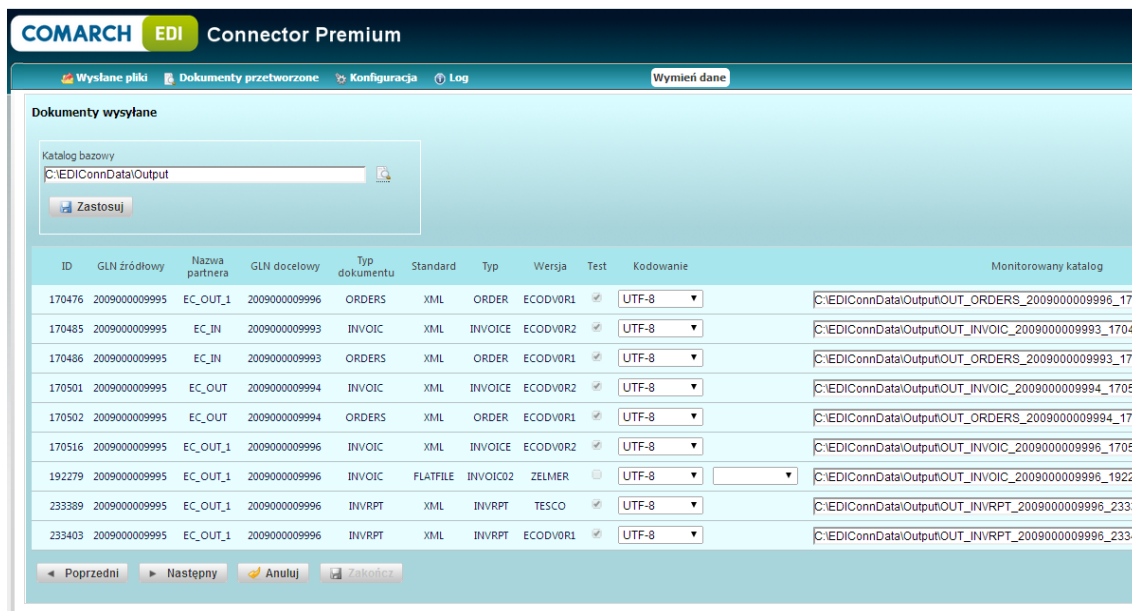 COMARCH EDI Connector Premium
Wysłane pliki Dokumenty przetworzone Konfiguracja Log Wymień dane
Dokumenty wysyłane
Katalog bazowy
C:\EDIConnData\Output
Zastosuj
ID GLN źródłowy Nazwa partnera GLN docelowy Typ dokumentu Standard Typ Wersja Test Kodowanie Monitorowany katalog
170476 2009000009995 EC_OUT_1 2009000009996 ORDERS XML ORDER ECODV0R1 UTF-8 C:\EDIConnData\Output\OUT_ORDERS_2009000009996_17
170485 2009000009995 EC_IN 2009000009993 INVOIC XML INVOICE ECODV0R2 UTF-8 C:\EDIConnData\Output\OUT_INVOIC_2009000009993_1704
170486 2009000009995 EC_IN 2009000009993 ORDERS XML ORDER ECODV0R1 UTF-8 C:\EDIConnData\Output\OUT_ORDERS_2009000009993_17
170501 2009000009995 EC_OUT 2009000009994 INVOIC XML INVOICE ECODV0R2 UTF-8 C:\EDIConnData\Output\OUT_INVOIC_2009000009994_1705
170502 2009000009995 EC_OUT 2009000009994 ORDERS XML ORDER ECODV0R1 UTF-8 C:\EDIConnData\Output\OUT_ORDERS_2009000009994_17
170516 2009000009995 EC_OUT_1 2009000009996 INVOIC XML INVOICE ECODV0R2 UTF-8 C:\EDIConnData\Output\OUT_INVOIC_2009000009996_1705
192279 2009000009995 EC_OUT_1 2009000009996 INVOIC FLATFILE INVOIC02 ZELMER UTF-8 C:\EDIConnData\Output\OUT_INVOIC_2009000009996_1922
233389 2009000009995 EC_OUT_1 2009000009996 INVRPT XML INVRPT TESCO UTF-8 C:\EDIConnData\Output\OUT_INVRPT_2009000009996_233
233403 2009000009995 EC_OUT_1 2009000009996 INVRPT XML INVRPT ECODV0R1 UTF-8 C:\EDIConnData\Output\OUT_INVRPT_2009000009996_2334
Poprzedni Następny Anuluj Zakończ